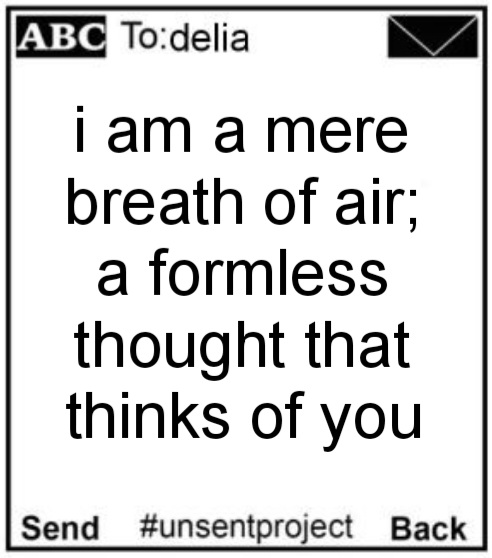 ABC To:delia
i am a mere
breath of air;
a formless
thought that
thinks of you
Send #unsentproject Back